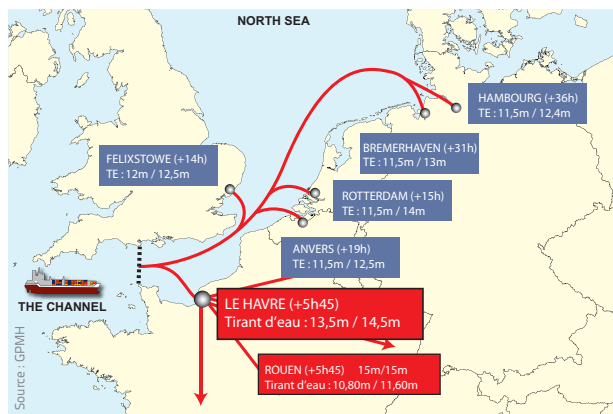 NORTH SEA
HAMBOURG (+36h)
TE : 11,5m / 12,4m
FELIXSTOWE (+14h)
TE : 12m / 12,5m
BREMERHAVEN (+31h)
TE : 11,5m / 13m
ROTTERDAM (+15h)
TE : 11,5m / 14m
ANVERS (+19h)
TE : 11,5m / 12,5m
THE CHANNEL
LE HAVRE (+5h45)
Tirant d'eau : 13,5m / 14,5m
ROUEN (+5h45) 15m/15m
Tirant d'eau : 10,80m / 11,60m
Source : GPMH